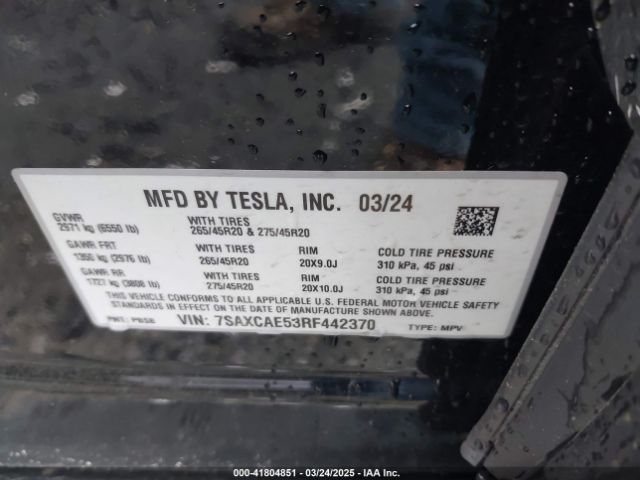 MFD BY TESLA, INC. 03/24
GVWR
2971 kg (6550 lb)
WITH TIRES
265/45R20 & 275/45R20
GAWR FRT
1350 kg (2976 lb)
WITH TIRES
265/45R20
RIM
20X9.0J
COLD TIRE PRESSURE
310 kPa, 45 psi
GAWR RR
1727 kg (3808 lb)
WITH TIRES
275/45R20
RIM
20X10.0J
COLD TIRE PRESSURE
310 kPa, 45 psi
THIS VEHICLE CONFORMS TO ALL APPLICABLE U.S. FEDERAL MOTOR VEHICLE SAFETY
STANDARDS IN EFFECT ON THE DATE OF MANUFACTURE SHOWN ABOVE.
PNT: PBSB VIN: 7SAXCAE53RF442370 TYPE: MPV
000-41804851 - 03/24/2025 - IAA Inc.